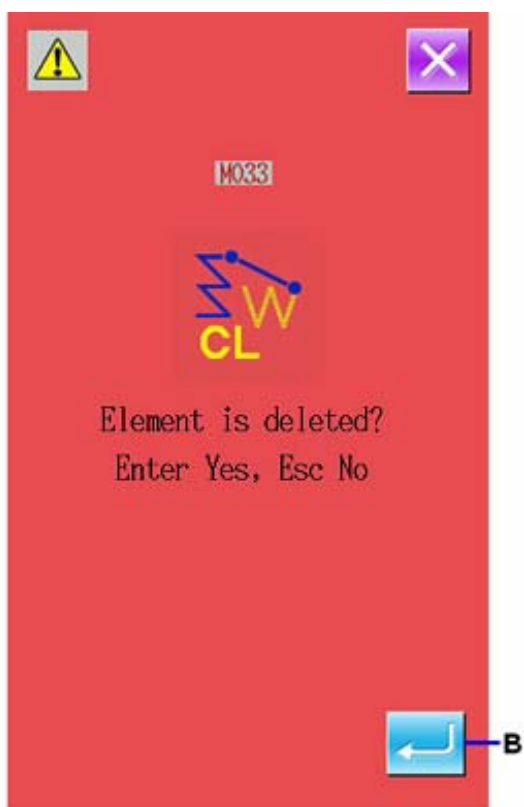 M033
CL
Element is deleted?
Enter Yes, Esc No
B